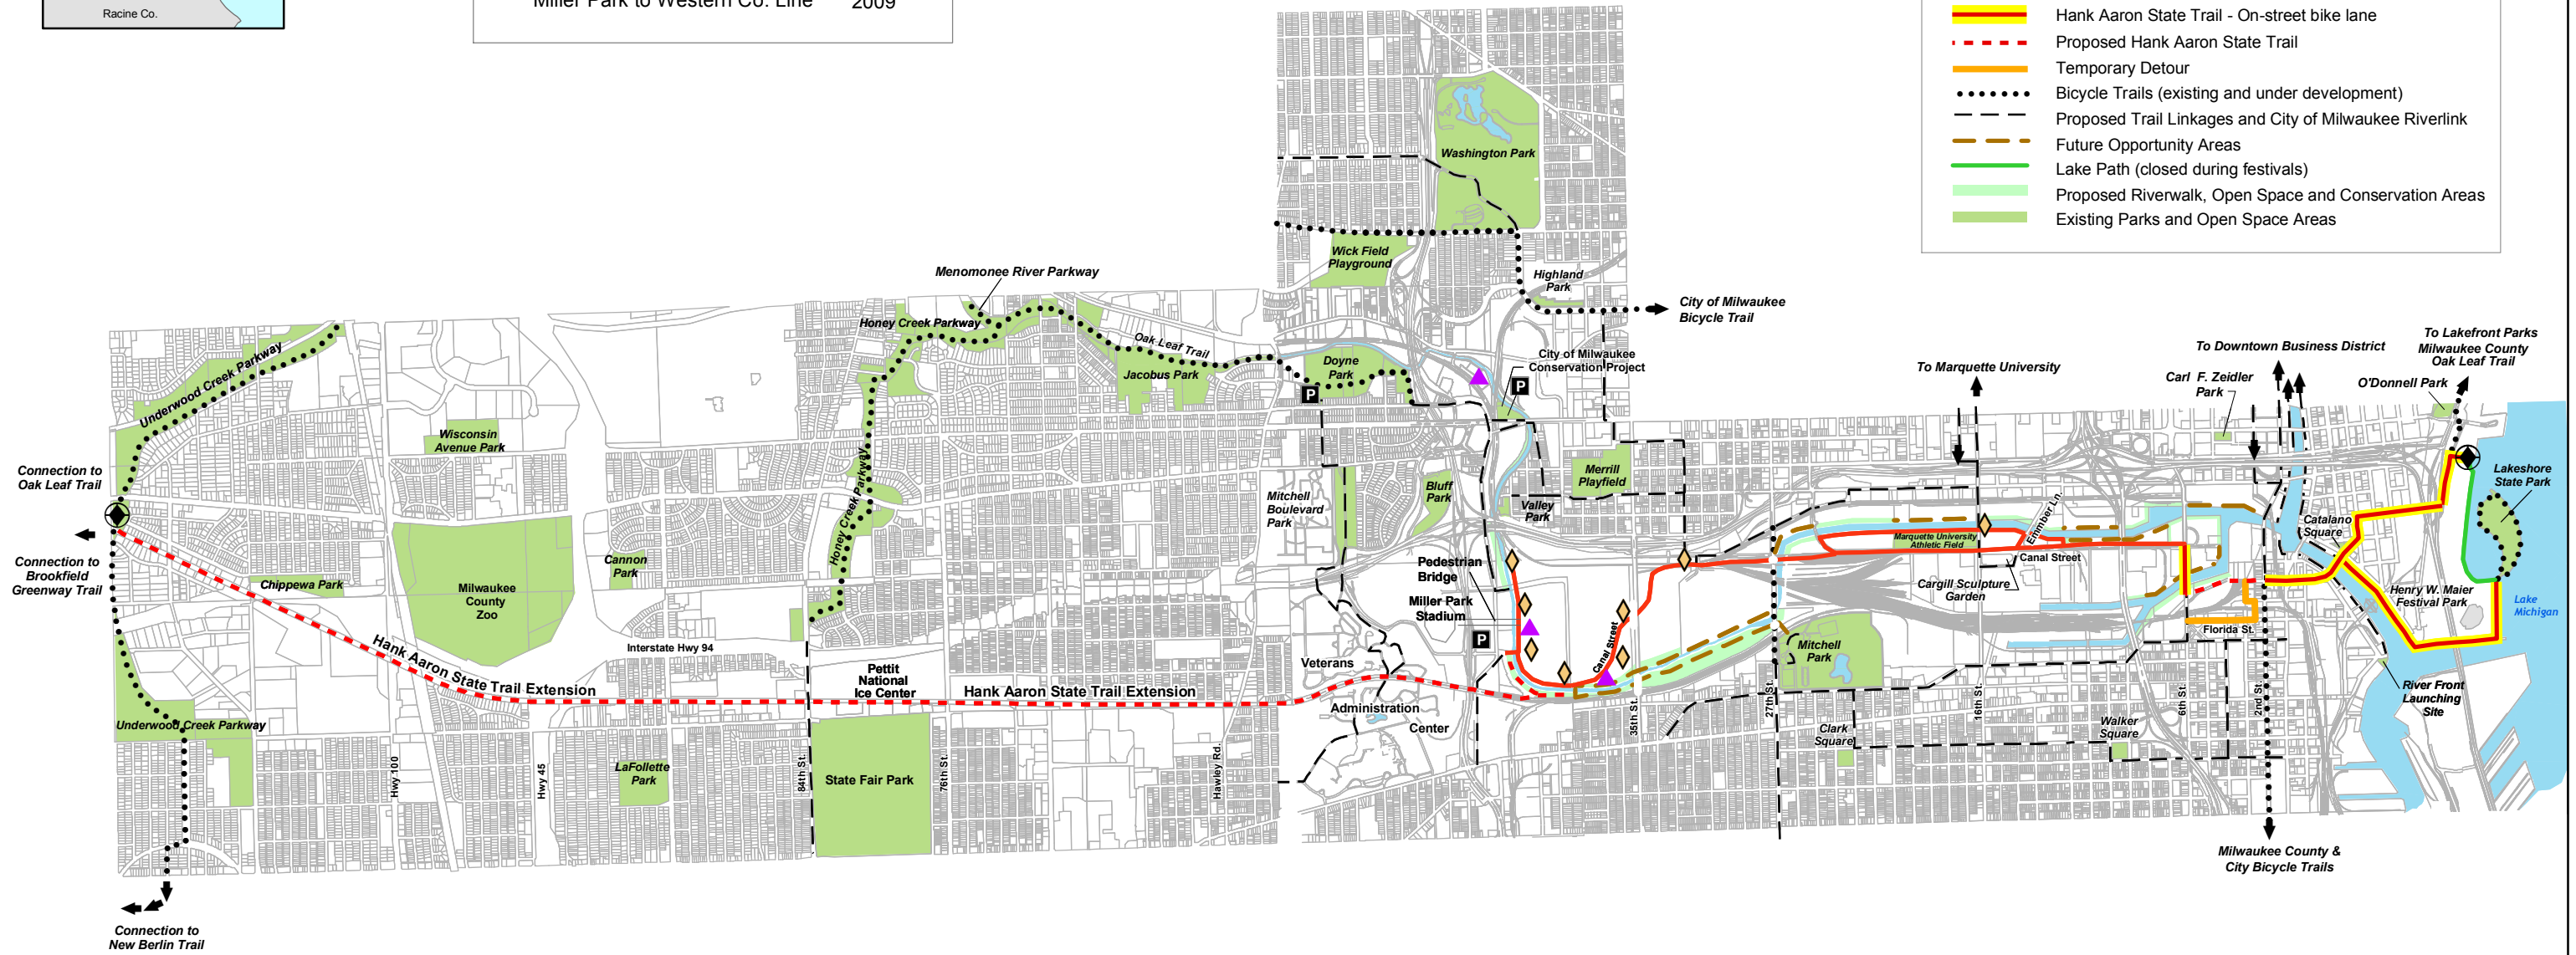 Racine Co.
Miller Park to Western Co. Line 2009
Hank Aaron State Trail - On-street bike lane
Proposed Hank Aaron State Trail
Temporary Detour
Bicycle Trails (existing and under development)
Proposed Trail Linkages and City of Milwaukee Riverlink
Future Opportunity Areas
Lake Path (closed during festivals)
Proposed Riverwalk, Open Space and Conservation Areas
Existing Parks and Open Space Areas
Washington Park
Wick Field
Playground
Highland
Park
City of Milwaukee
Bicycle Trail
Menomonee River Parkway
Honey Creek Parkway
Oak Leaf Trail
Jacobus Park
Doyne
Park
P
City of Milwaukee
Conservation Project
P
Underwood Creek Parkway
Wisconsin
Avenue Park
Honey Creek Parkway
Connection to
Oak Leaf Trail
Connection to
Brookfield
Greenway Trail
Chippewa Park
Milwaukee
County
Zoo
Cannon
Park
Mitchell
Boulevard
Park
Bluff
Park
Merrill
Playfield
Valley
Park
To Marquette University
To Downtown Business District
Carl F. Zeidler
Park
To Lakefront Parks
Milwaukee County
Oak Leaf Trail
O'Donnell Park
Lakeshore
State Park
Catalano
Square
Emmber Ln.
Marquette University
Athletic Field
Canal Street
Cargill Sculpture
Garden
Henry W. Maier
Festival Park
Lake
Michigan
Florida St.
Pedestrian
Bridge
Miller Park
Stadium
P
Canal Street
Mitchell
Park
Interstate Hwy 94
Hank Aaron State Trail Extension
Pettit
National
Ice Center
Hank Aaron State Trail Extension
Veterans
Administration
Center
Underwood Creek Parkway
LaFollette
Park
State Fair Park
Hwy 100
Hwy 45
84th St.
76th St.
Hawley Rd.
35th St.
27th St.
16th St.
6th St.
2nd St.
Clark
Square
Walker
Square
River Front
Launching
Site
Milwaukee County &
City Bicycle Trails
Connection to
New Berlin Trail